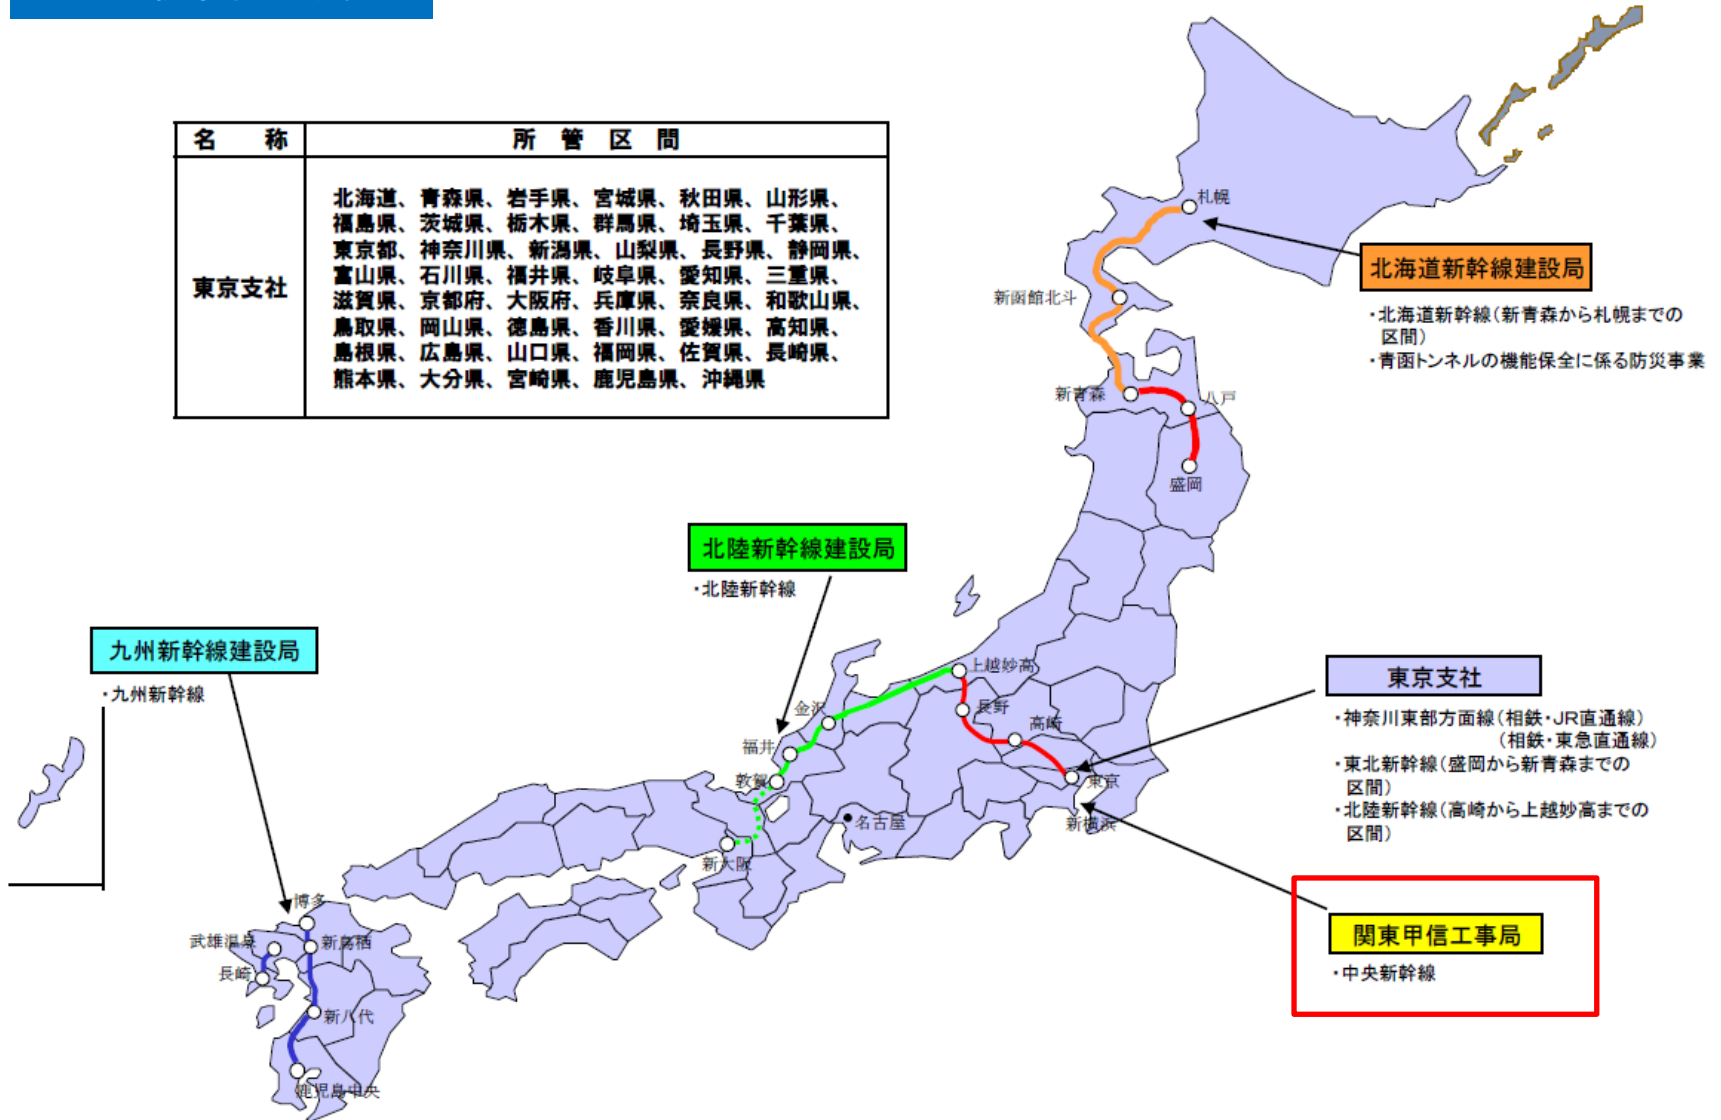 名　称　所管区間
東京支社
北海道、青森県、岩手県、宮城県、秋田県、山形県、
福島県、茨城県、栃木県、群馬県、埼玉県、千葉県、
東京都、神奈川県、新潟県、山梨県、長野県、静岡県、
富山県、石川県、福井県、岐阜県、愛知県、三重県、
滋賀県、京都府、大阪府、兵庫県、奈良県、和歌山県、
鳥取県、岡山県、徳島県、香川県、愛媛県、高知県、
島根県、広島県、山口県、福岡県、佐賀県、長崎県、
熊本県、大分県、宮崎県、鹿児島県、沖縄県
札幌
北海道新幹線建設局
・北海道新幹線（新青森から札幌までの
区間）
・青函トンネルの機能保全に係る防災事業
新函館北斗
新青森
八戸
盛岡
北陸新幹線建設局
・北陸新幹線
九州新幹線建設局
・九州新幹線
上越妙高
金沢
長野
高崎
福井
敦賀
東京
新横浜
名古屋
新大阪
東京支社
・神奈川東部方面線（相鉄・JR直通線）
（相鉄・東急直通線）
・東北新幹線（盛岡から新青森までの
区間）
・北陸新幹線（高崎から上越妙高までの
区間）
関東甲信工事局
・中央新幹線
博多
武雄温泉
新鳥栖
長崎
新八代
鹿児島中央